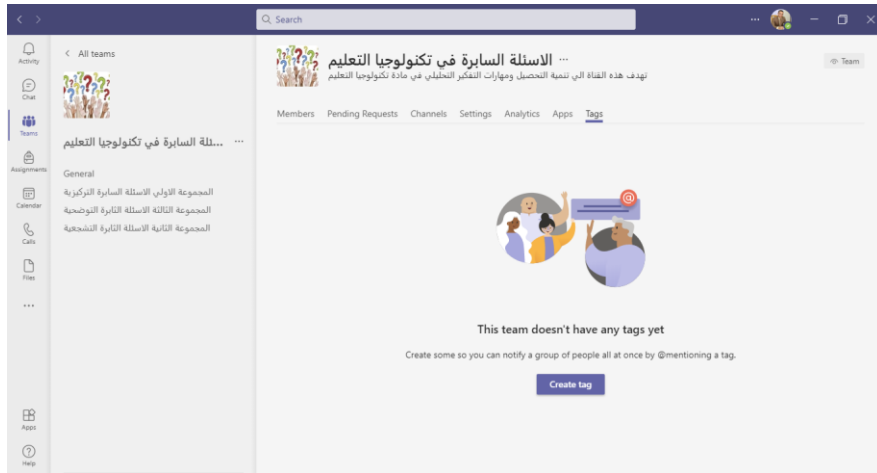 Search
Activity
Chat
Teams
Assignments
Calendar
Calls
Files
Apps
Help
All teams
...ئلة السابرة في تكنولوجيا التعليم
General
المجموعة الاولي الاسئلة السابرة التركيزية
المجموعة الثالثة الاسئلة الثابرة التوضحية
المجموعة الثانية الاسئلة الثابرة التشجعية
الاسئلة السابرة في تكنولوجيا التعليم
تهدف هذه القناة الي تنمية التحصيل ومهارات التفكير التحليلي في مادة تكنولوجيا التعليم
Team
Members Pending Requests Channels Settings Analytics Apps Tags
This team doesn't have any tags yet
Create some so you can notify a group of people all at once by @mentioning a tag.
Create tag